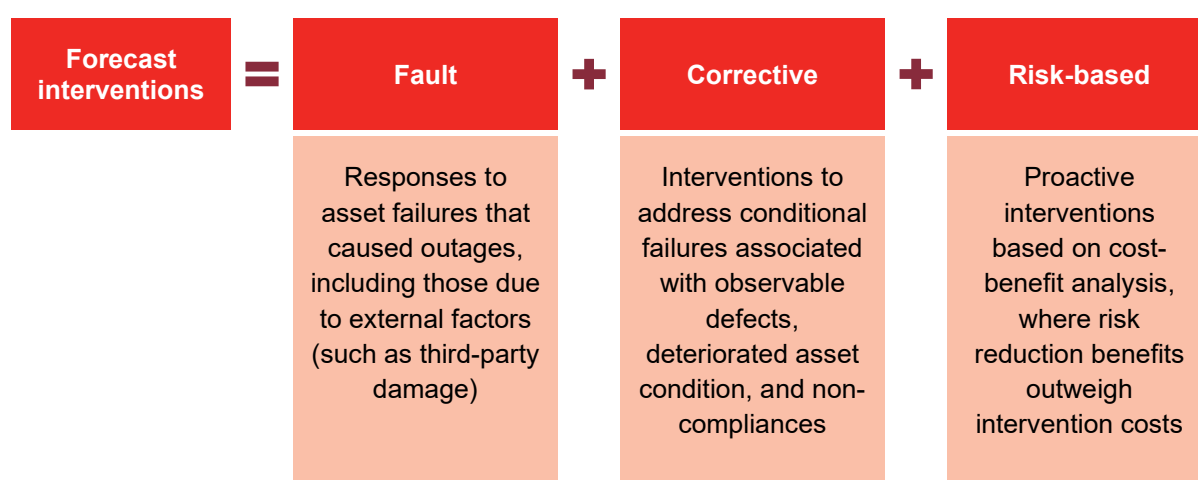 Forecast
interventions
=
Fault
+
Corrective
+
Risk-based
Responses to
asset failures that
caused outages,
including those due
to external factors
(such as third-party
damage)
Interventions to
address conditional
failures associated
with observable
defects,
deteriorated asset
condition, and non-
compliances
Proactive
interventions
based on cost-
benefit analysis,
where risk
reduction benefits
outweigh
intervention costs